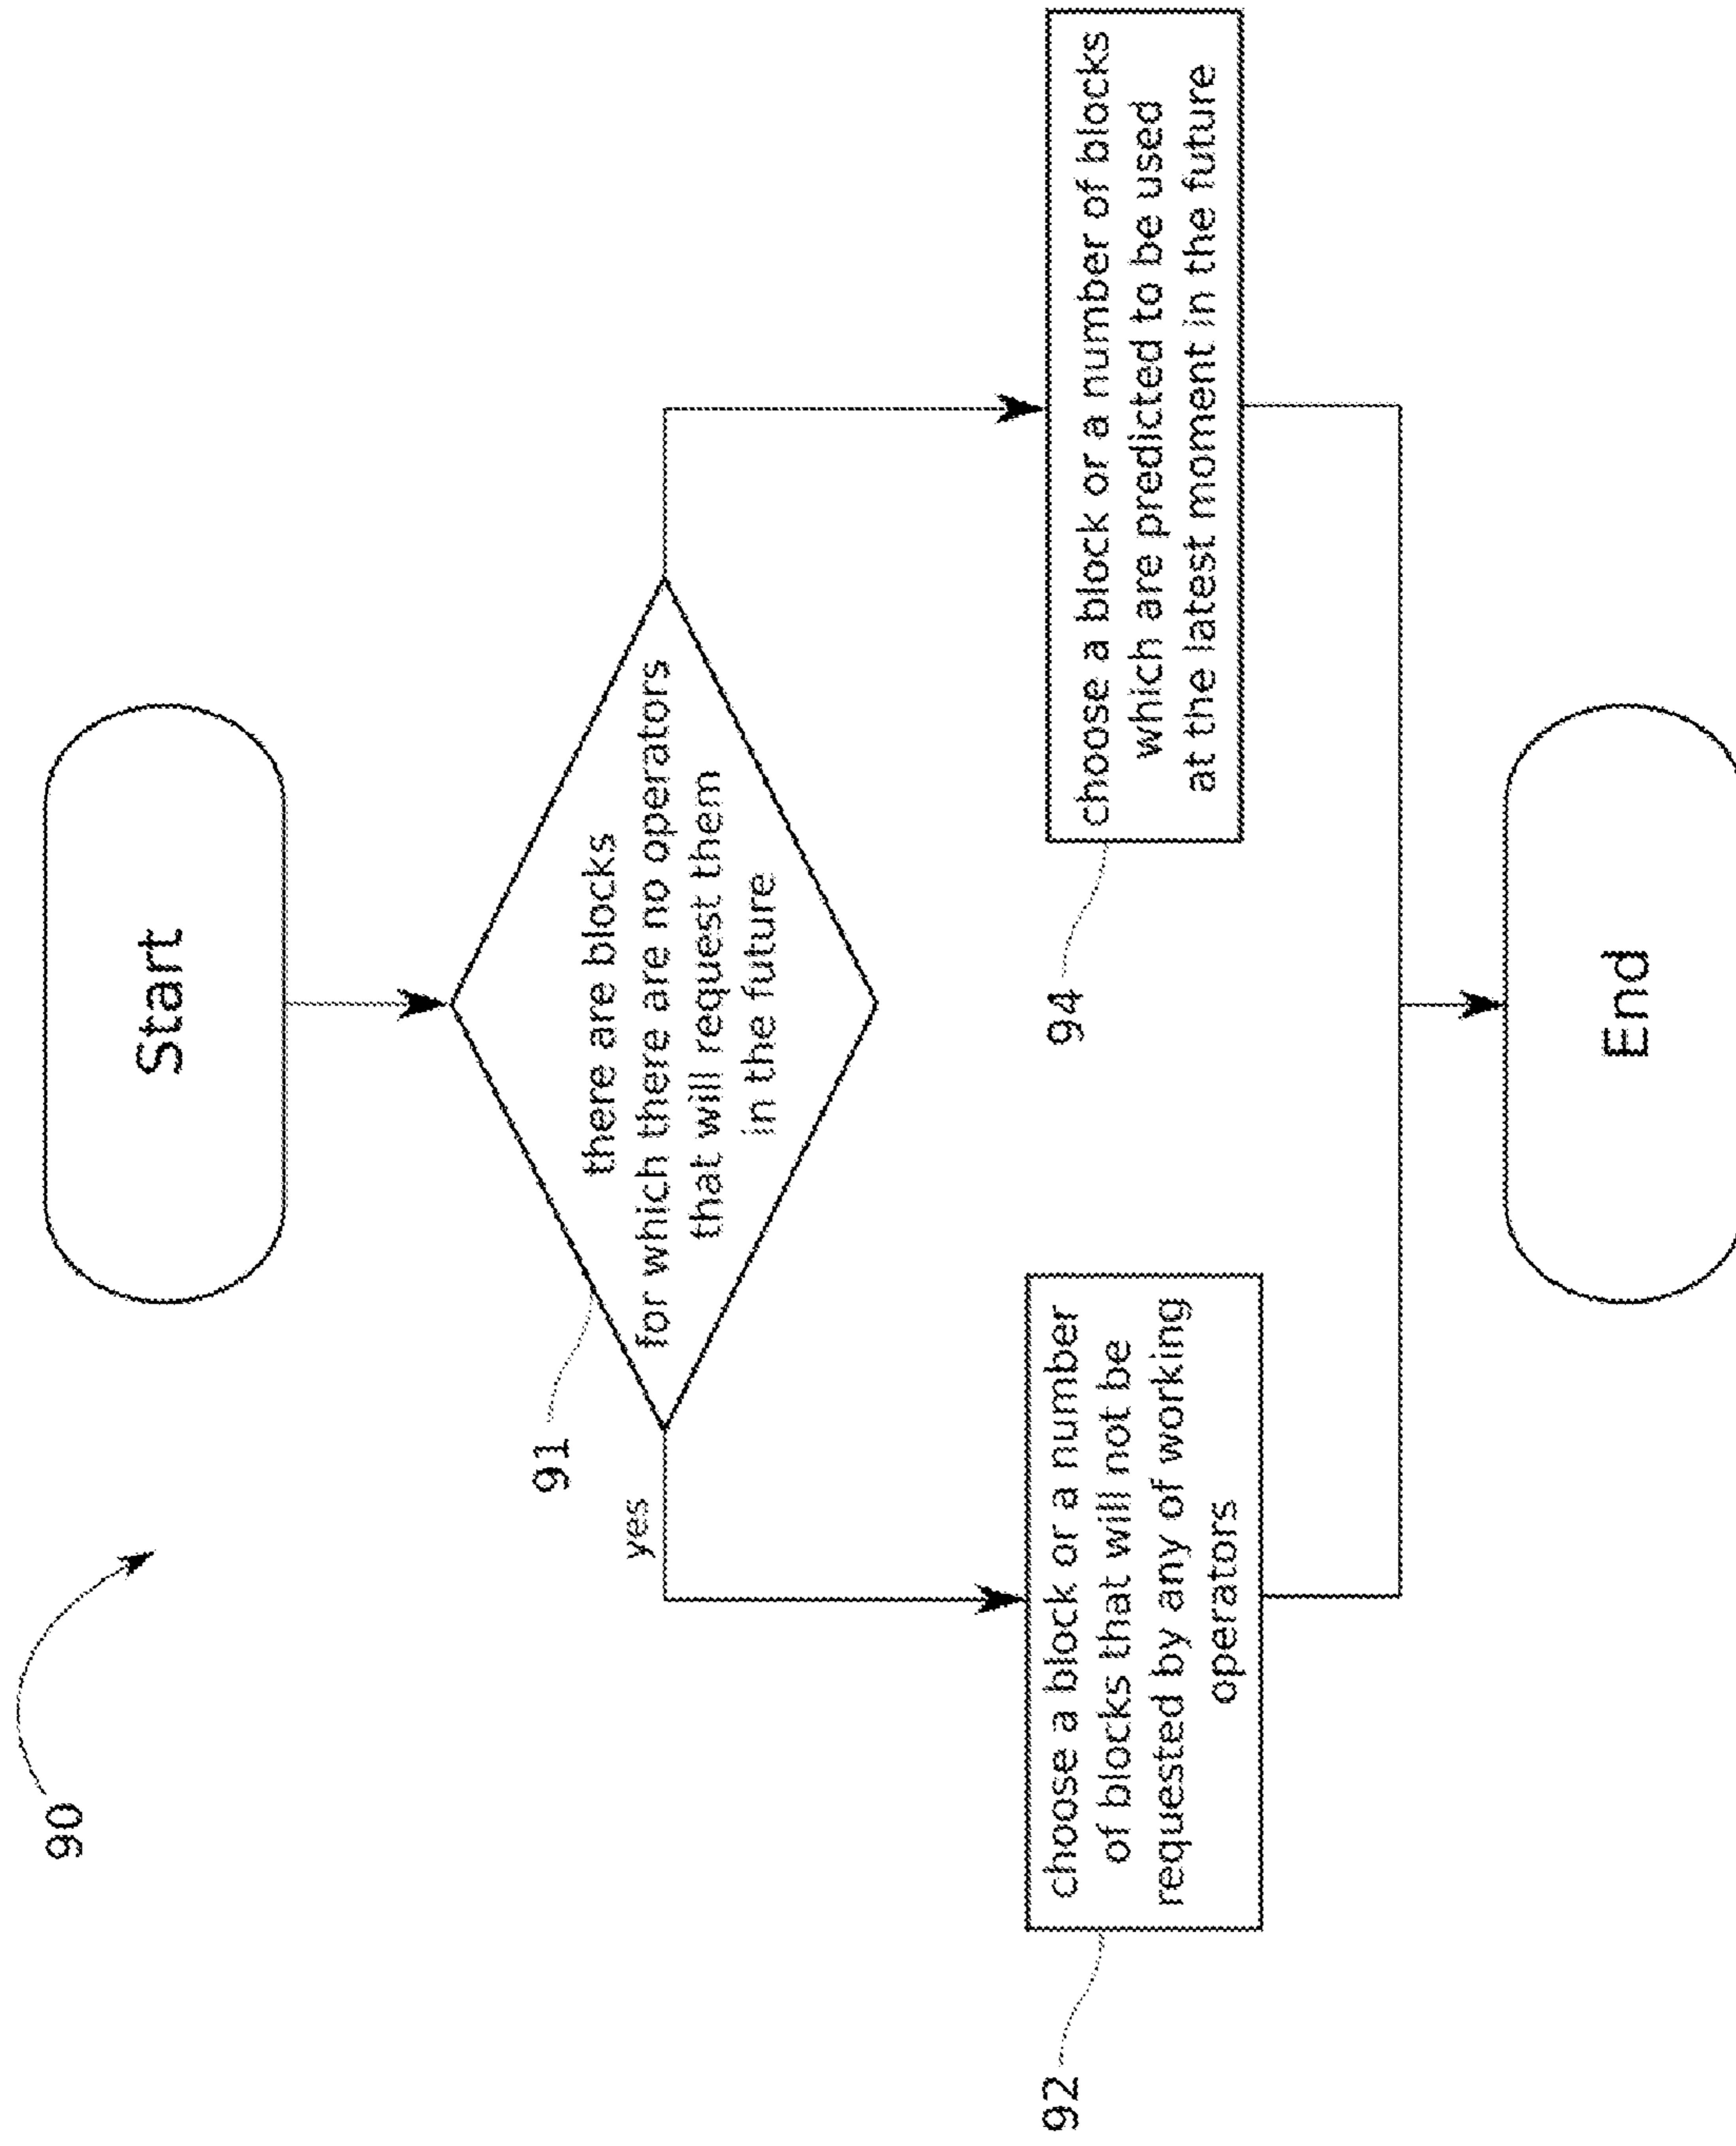 90
Start
91
there are blocks
for which there are no operators
that will request them
in the future
yes
92
choose a block or a number
of blocks that will not be
requested by any of working
operators
94
choose a block or a number of blocks
which are predicted to be used
at the latest moment in the future
End